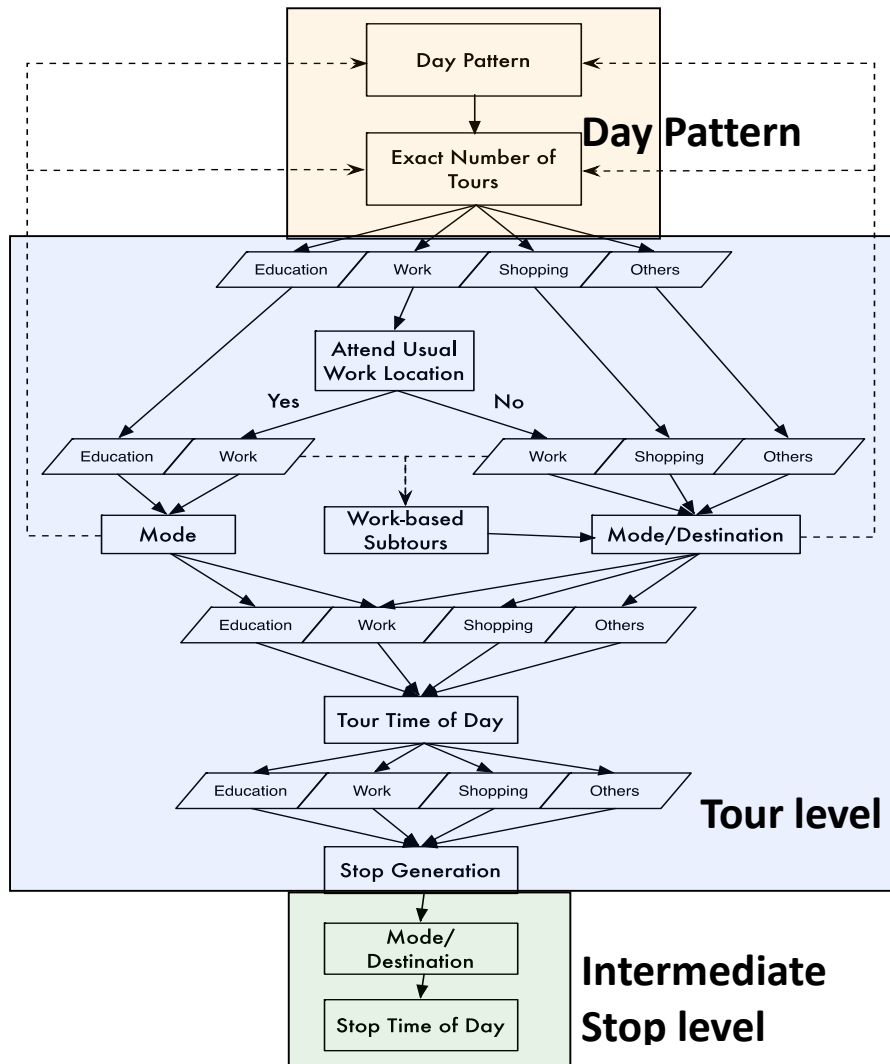 Day Pattern
Day Pattern
Exact Number of
Tours
Education
Work
Shopping
Others
Attend Usual
Work Location
Yes
No
Education
Work
Work
Shopping
Others
Mode
Work-based
Subtours
Mode/Destination
Education
Work
Shopping
Others
Tour Time of Day
Education
Work
Shopping
Others
Tour level
Stop Generation
Mode/
Destination
Stop Time of Day
Intermediate
Stop level